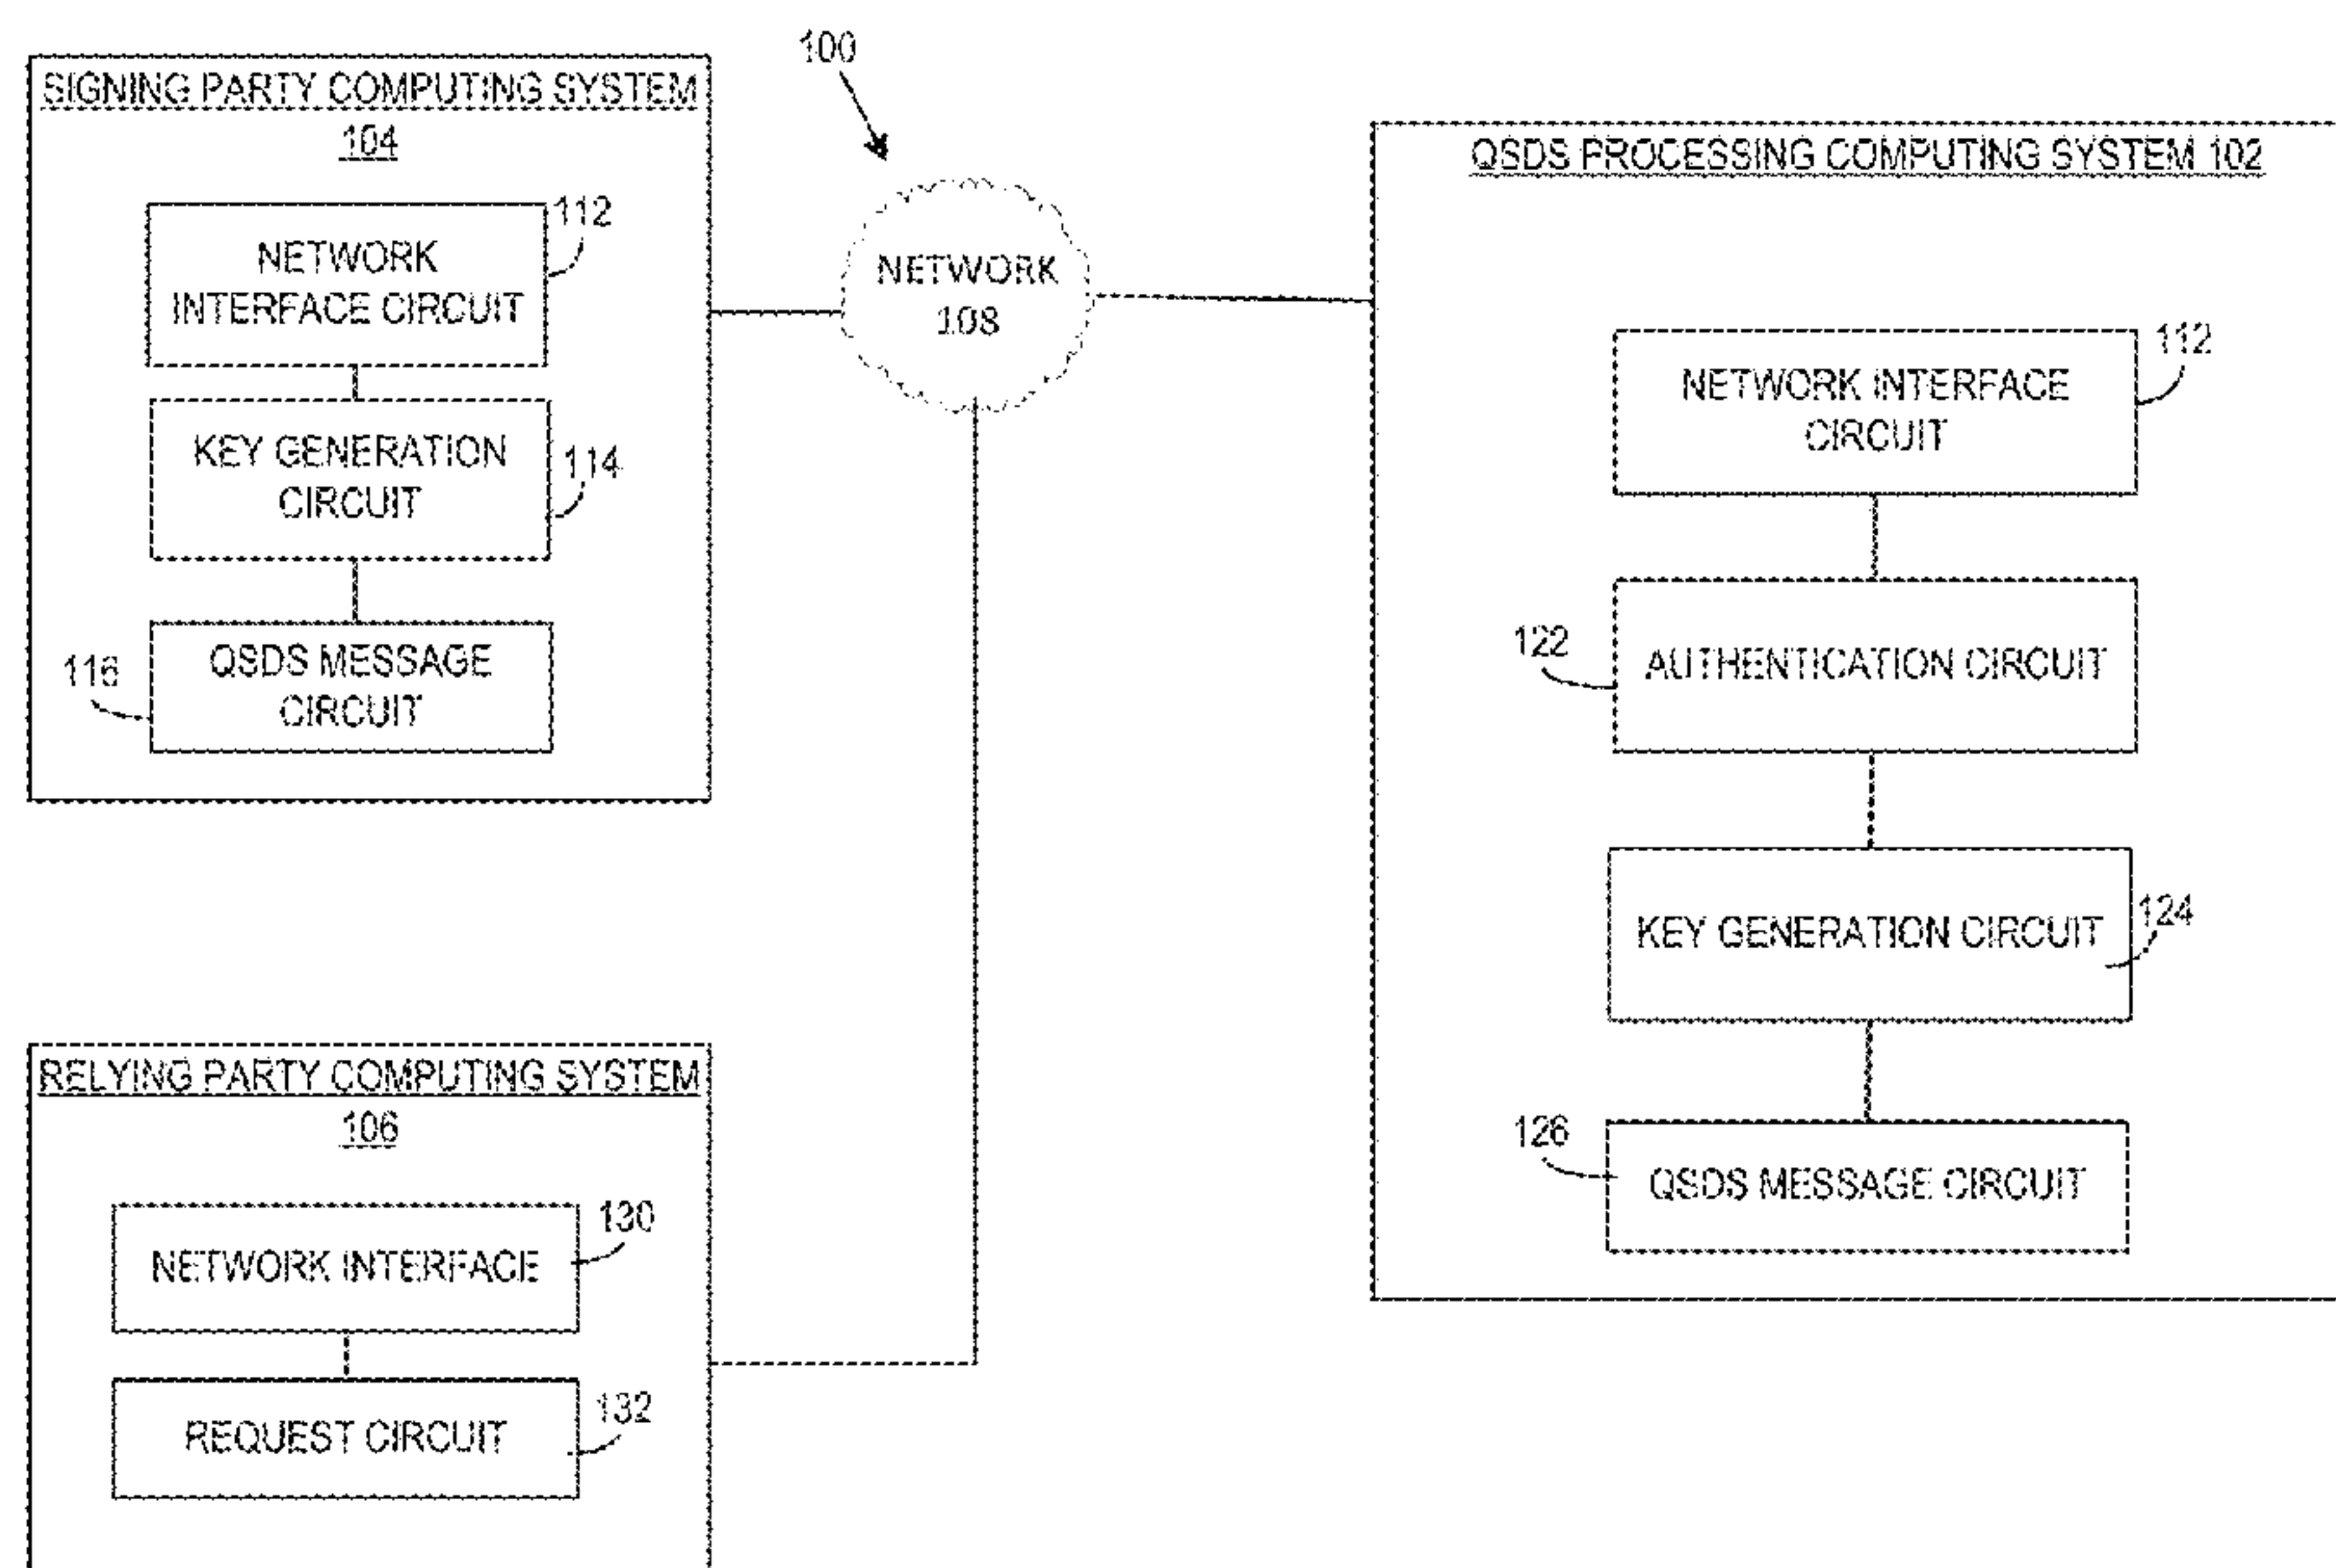 100
SIGNING PARTY COMPUTING SYSTEM
104
112
NETWORK
INTERFACE CIRCUIT
KEY GENERATION
CIRCUIT
114
116
QSDS MESSAGE
CIRCUIT
NETWORK
108
QSDS PROCESSING COMPUTING SYSTEM 102
112
NETWORK INTERFACE
CIRCUIT
122
AUTHENTICATION CIRCUIT
124
KEY GENERATION CIRCUIT
126
QSDS MESSAGE CIRCUIT
RELYING PARTY COMPUTING SYSTEM
106
130
NETWORK INTERFACE
132
REQUEST CIRCUIT